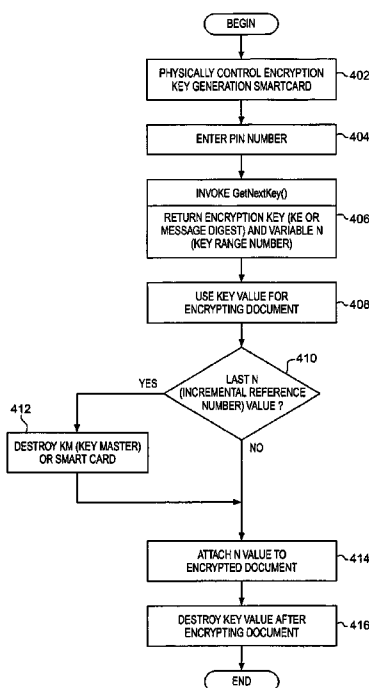 BEGIN
PHYSICALLY CONTROL ENCRYPTION
KEY GENERATION SMARTCARD
402
ENTER PIN NUMBER
404
INVOKE GetNextKey()
RETURN ENCRYPTION KEY (KE OR
MESSAGE DIGEST) AND VARIABLE N
(KEY RANGE NUMBER)
406
USE KEY VALUE FOR
ENCRYPTING DOCUMENT
408
410
LAST N
(INCREMENTAL REFERENCE
NUMBER) VALUE ?
YES
NO
412
DESTROY KM (KEY MASTER)
OR SMART CARD
ATTACH N VALUE TO
ENCRYPTED DOCUMENT
414
DESTROY KEY VALUE AFTER
ENCRYPTING DOCUMENT
416
END